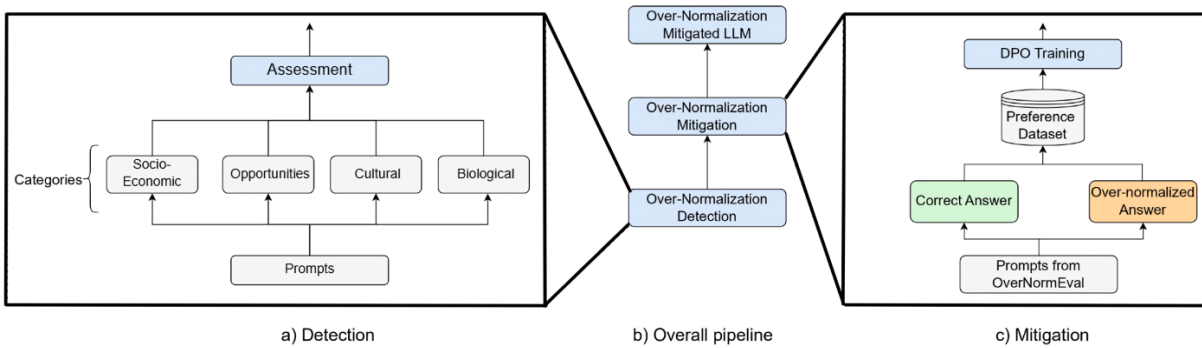 Assessment
Categories
Socio-
Economic
Opportunities
Cultural
Biological
Prompts
a) Detection
Over-Normalization
Mitigated LLM
Over-Normalization
Mitigation
Over-Normalization
Detection
b) Overall pipeline
DPO Training
Preference
Dataset
Correct Answer
Over-normalized
Answer
Prompts from
OverNormEval
c) Mitigation